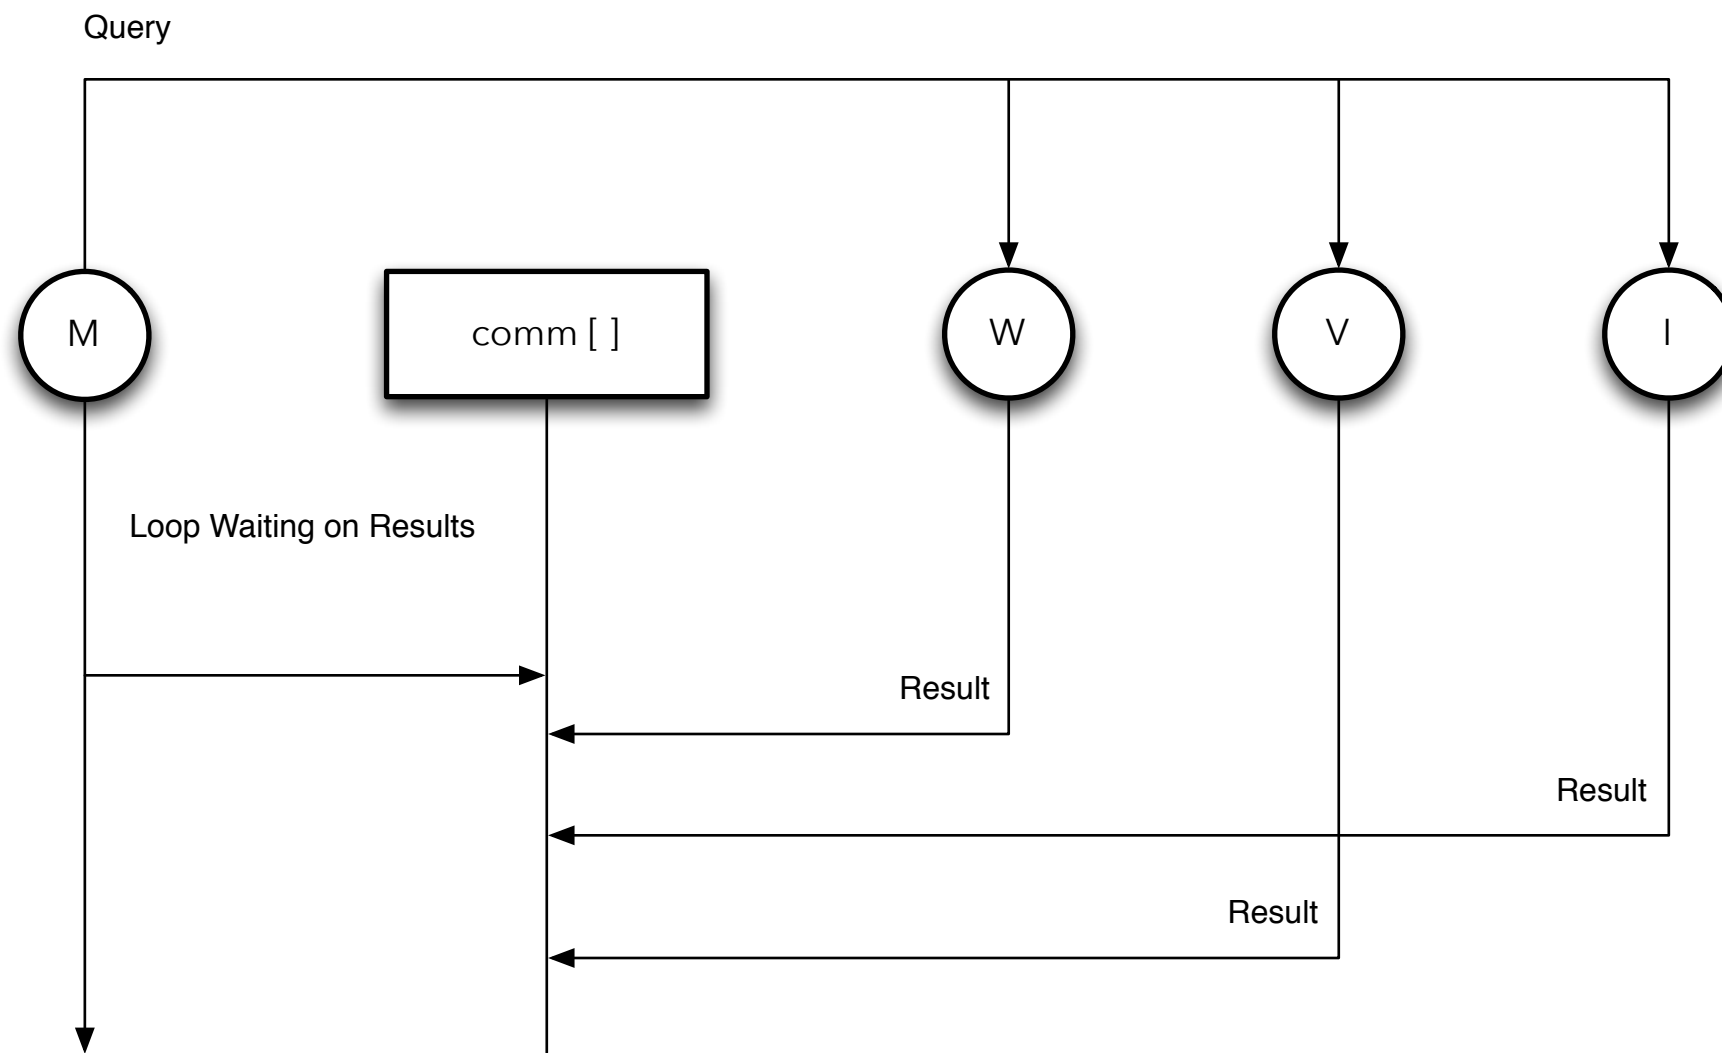 Query
M
comm [ ]
W
V
I
Loop Waiting on Results
Result
Result
Result